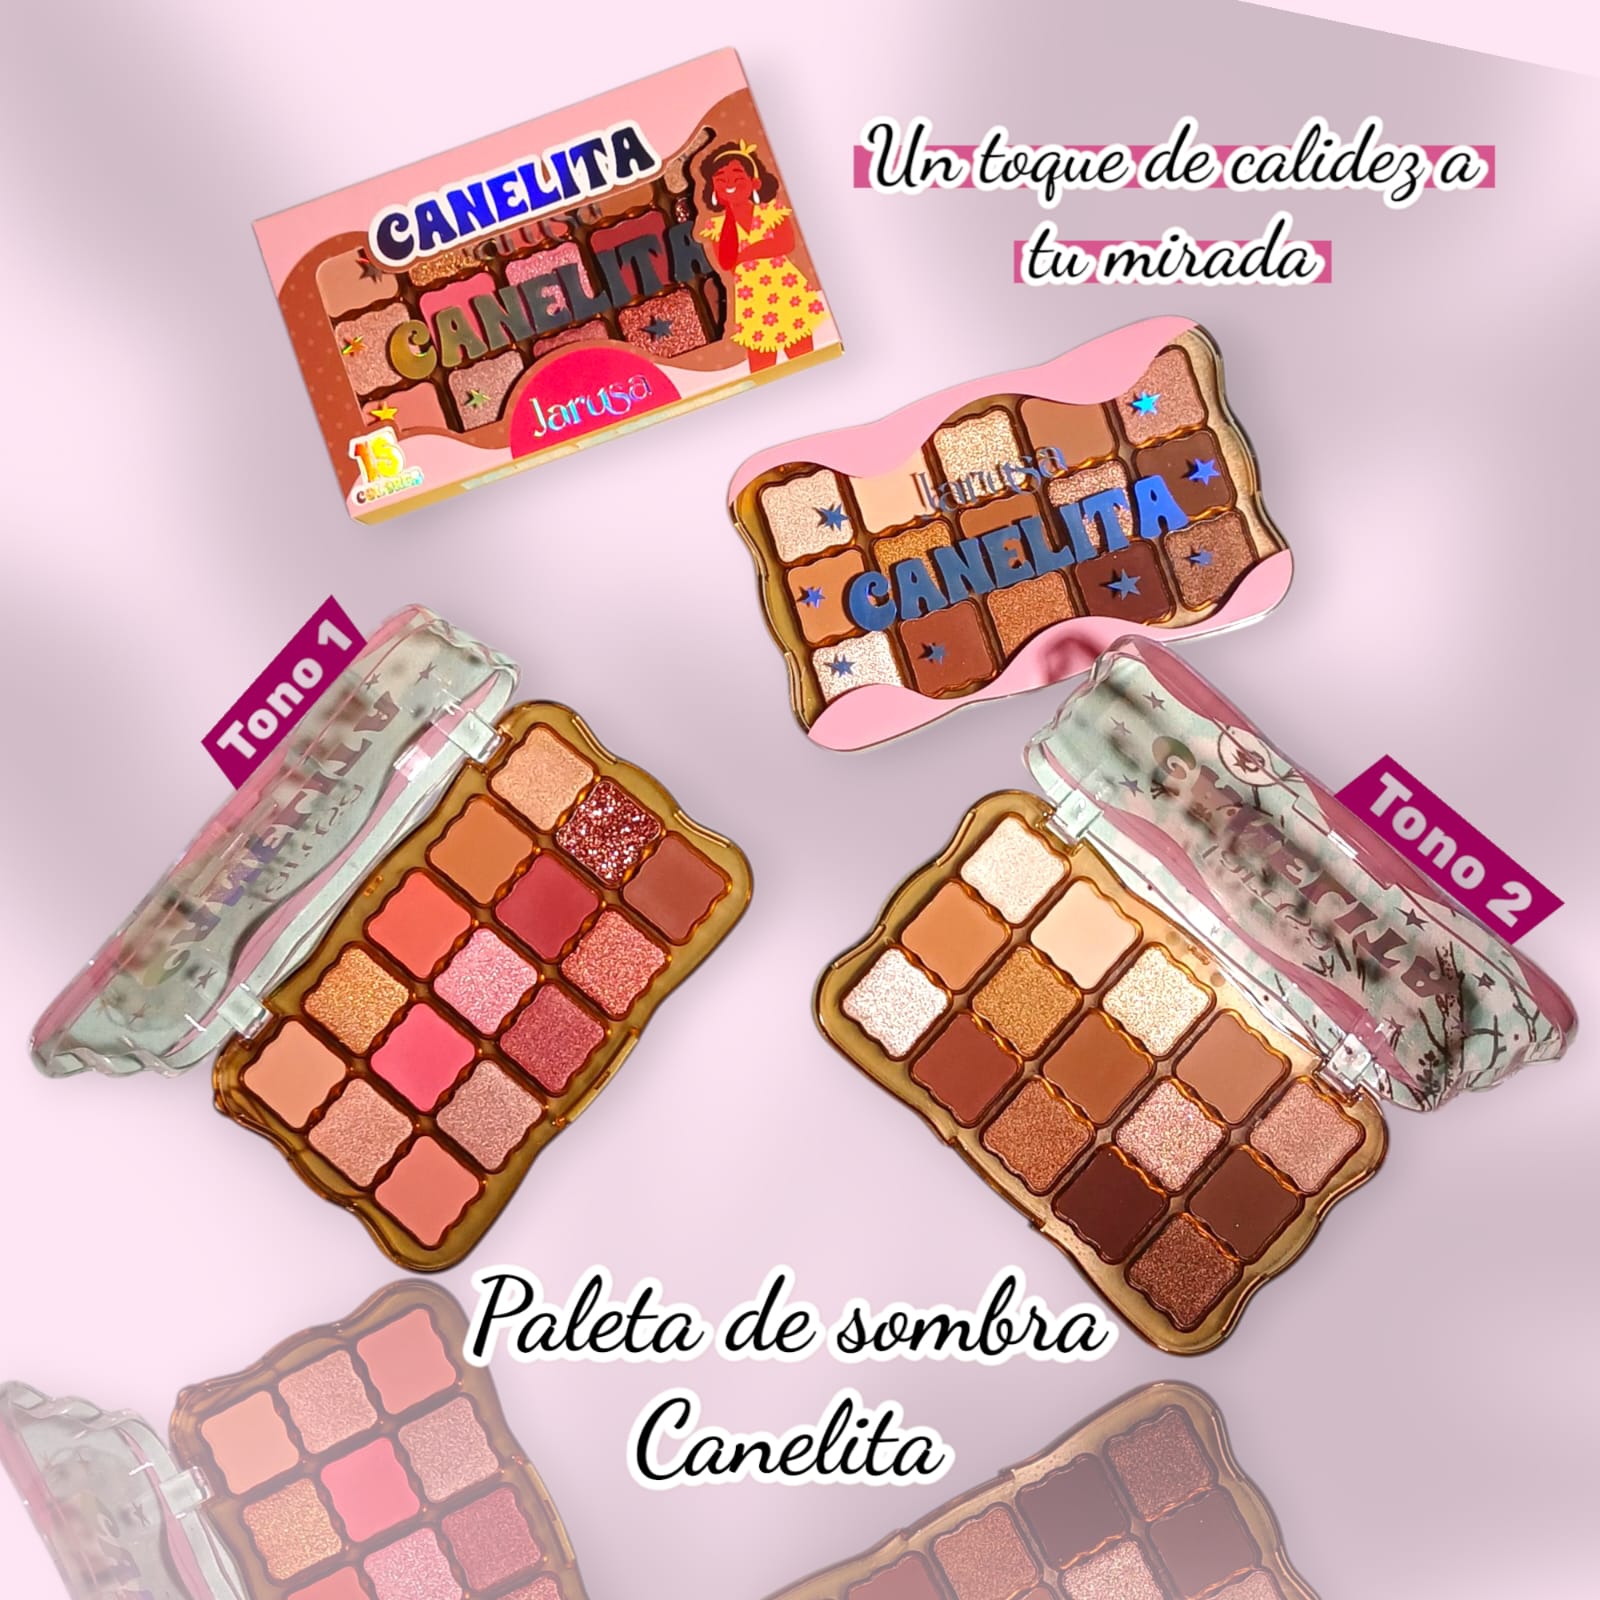 CANELITA
CANELITA
Jarusa
15
COLORES
Un toque de calidez a
tu mirada
Jarusa
CANELITA
Tono 1
Tono 2
Paleta de sombra
Canelita